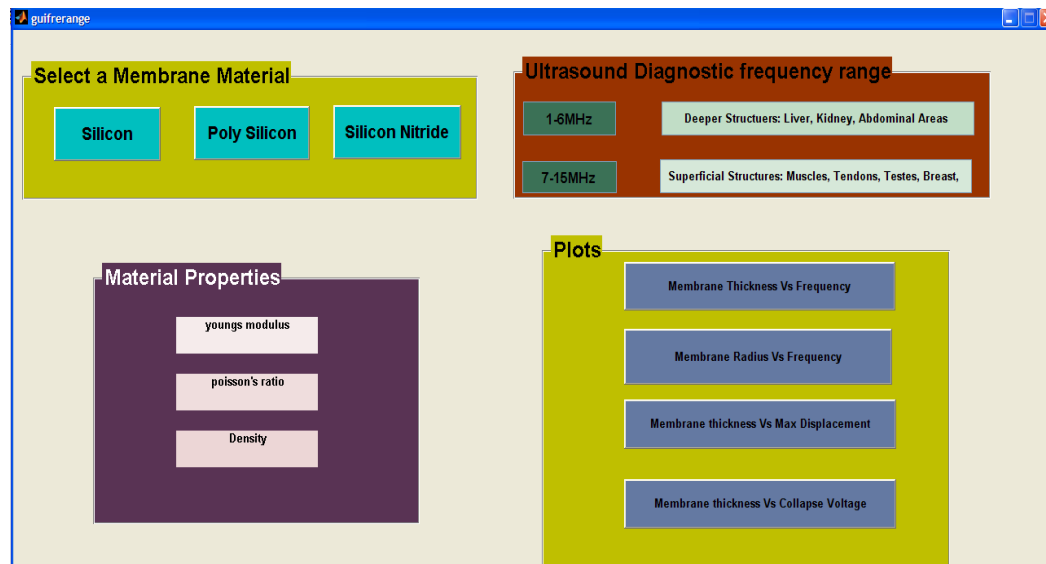 guifrerange
Select a Membrane Material
Silicon
Poly Silicon
Silicon Nitride
Ultrasound Diagnostic frequency range
1-6MHz
Deeper Structuers: Liver, Kidney, Abdominal Areas
7-15MHz
Superficial Structures: Muscles, Tendons, Testes, Breast,
Material Properties
youngs modulus
poisson's ratio
Density
Plots
Membrane Thickness Vs Frequency
Membrane Radius Vs Frequency
Membrane thickness Vs Max Displacement
Membrane thickness Vs Collapse Voltage